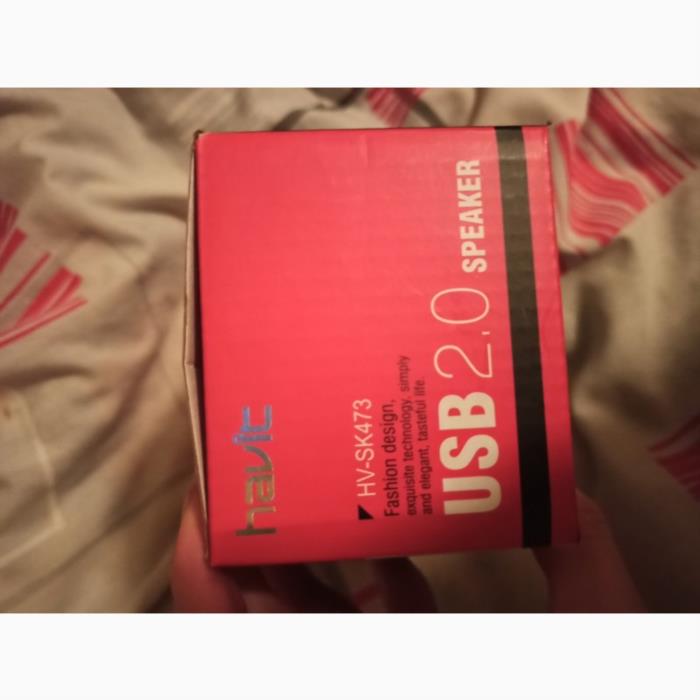 havit
HV-SK473
Fashion design,
exquisite technology, simply
and elegant, tasteful life.
USB 2.0 SPEAKER